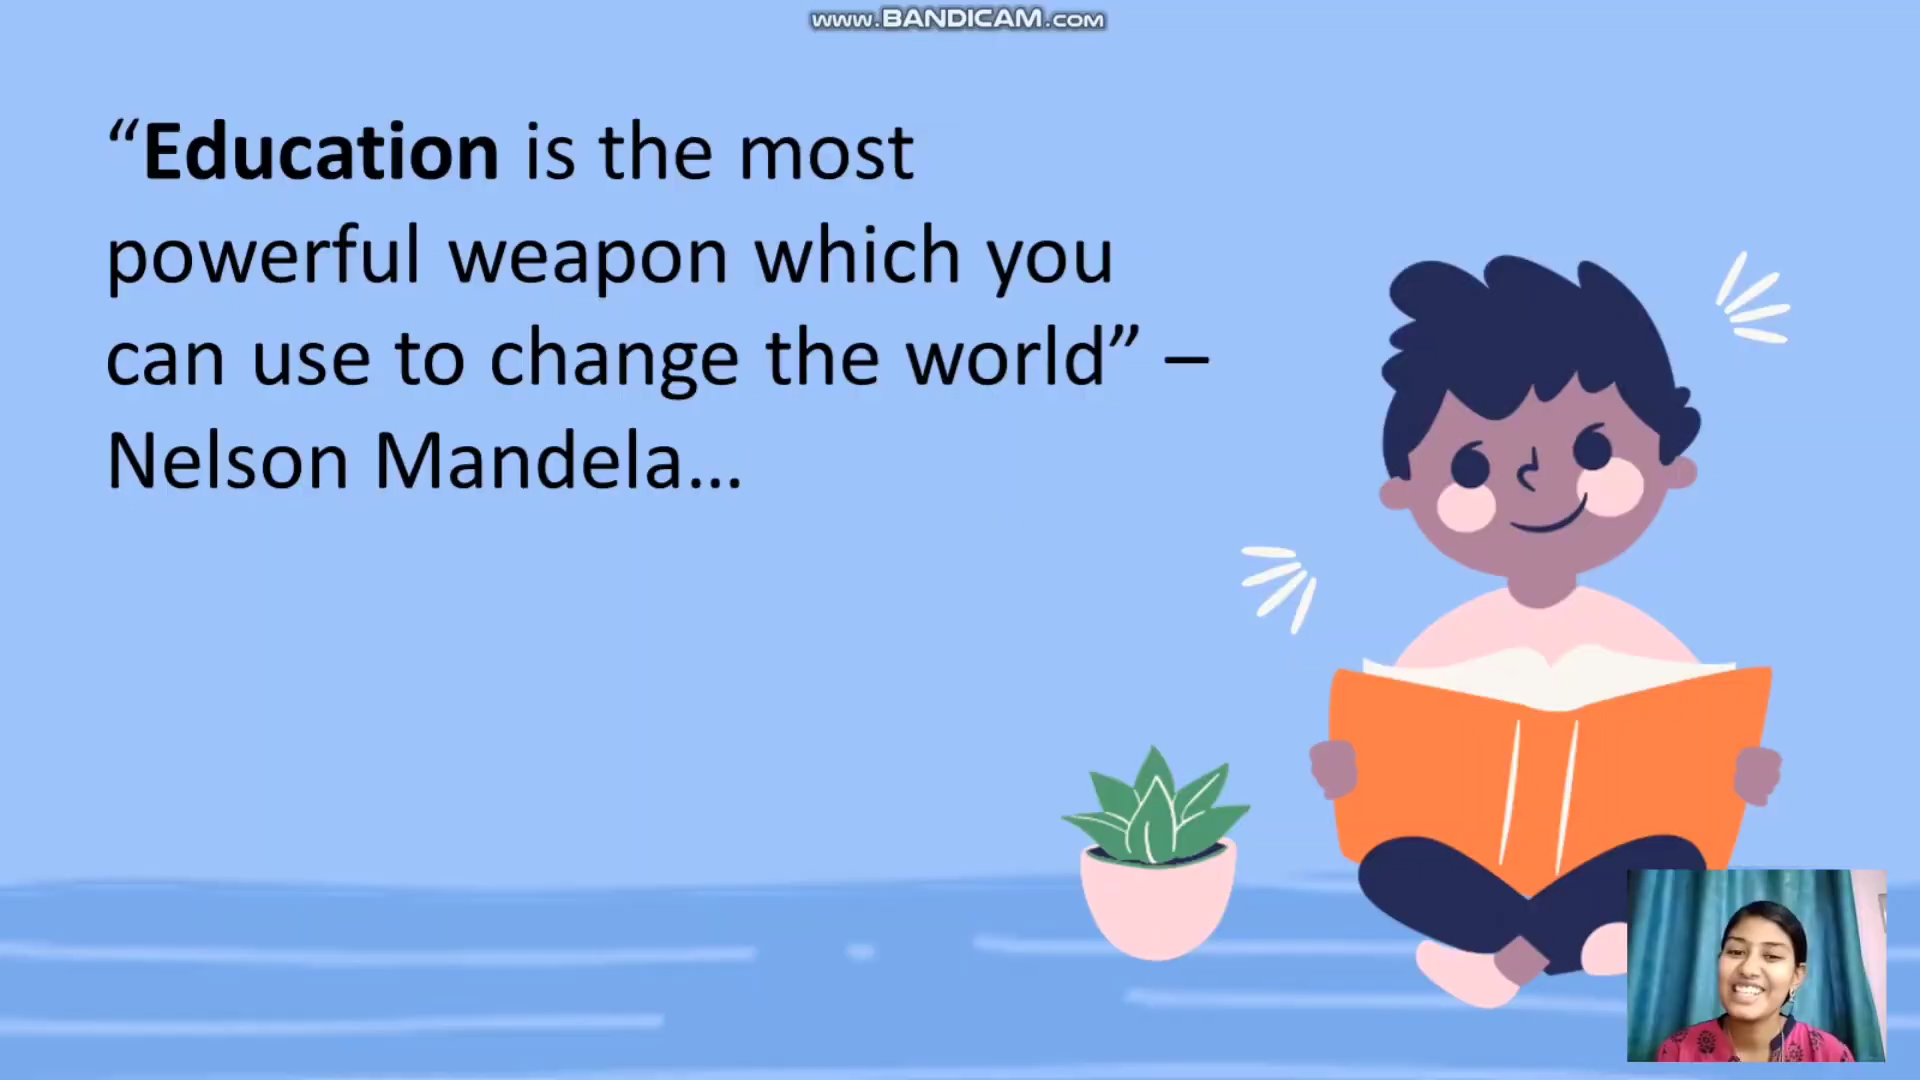 www.BANDICAM.com
“Education is the most
powerful weapon which you
can use to change the world” –
Nelson Mandela...